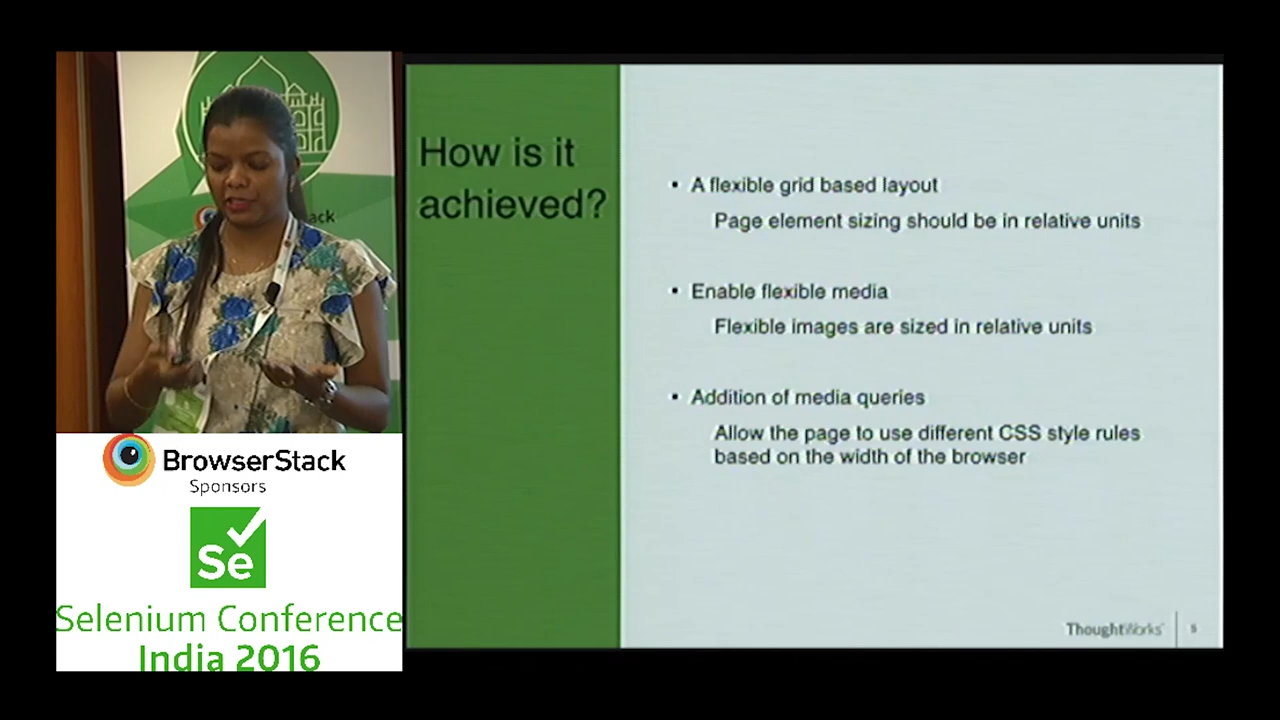 How is it
achieved?
• A flexible grid based layout
Page element sizing should be in relative units
• Enable flexible media
Flexible images are sized in relative units
• Addition of media queries
Allow the page to use different CSS style rules
based on the width of the browser
ThoughtWorks
5
Stack
BrowserStack
Sponsors
Se
Selenium Conference
India 2016